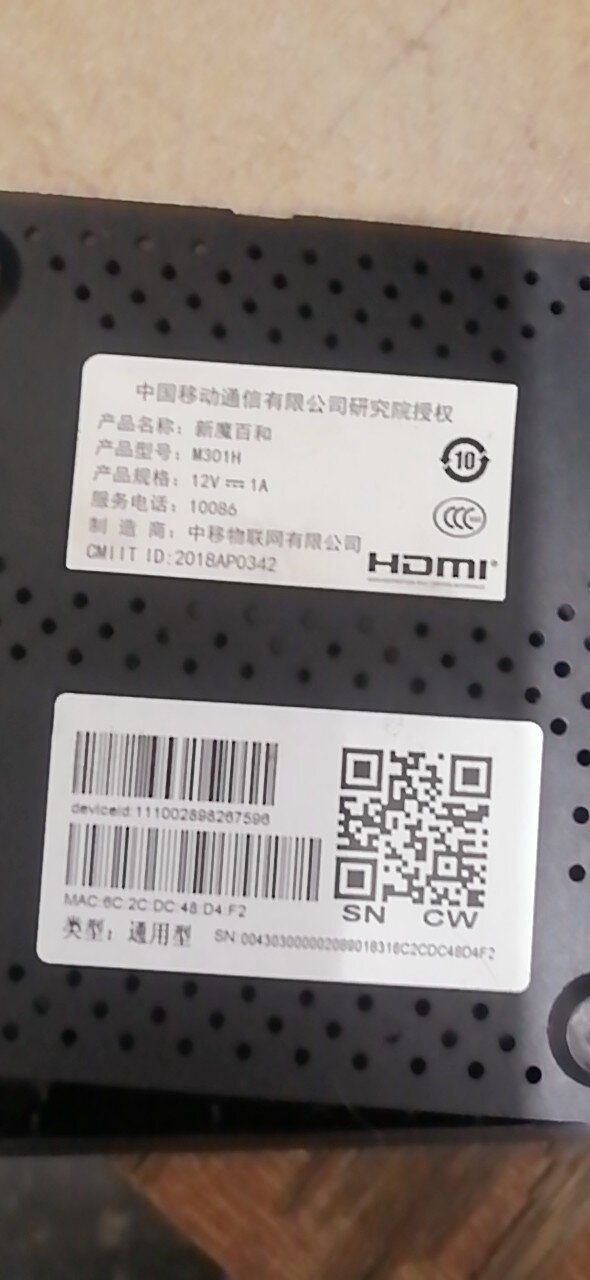 中国移动通信有限公司研究院授权
产品名称：新魔百和
产品型号：M301H
产品规格：12V ⎓ 1A
服务电话：10086
制 造 商：中移物联网有限公司
CMIIT ID:2018AP0342
10
CCC
HDMI®
deviceid:111002898267596
MAC:6C:2C:DC:48:D4:F2
SN CW
类型：通用型
SN:004303000002089018316C2CDC48D4F2